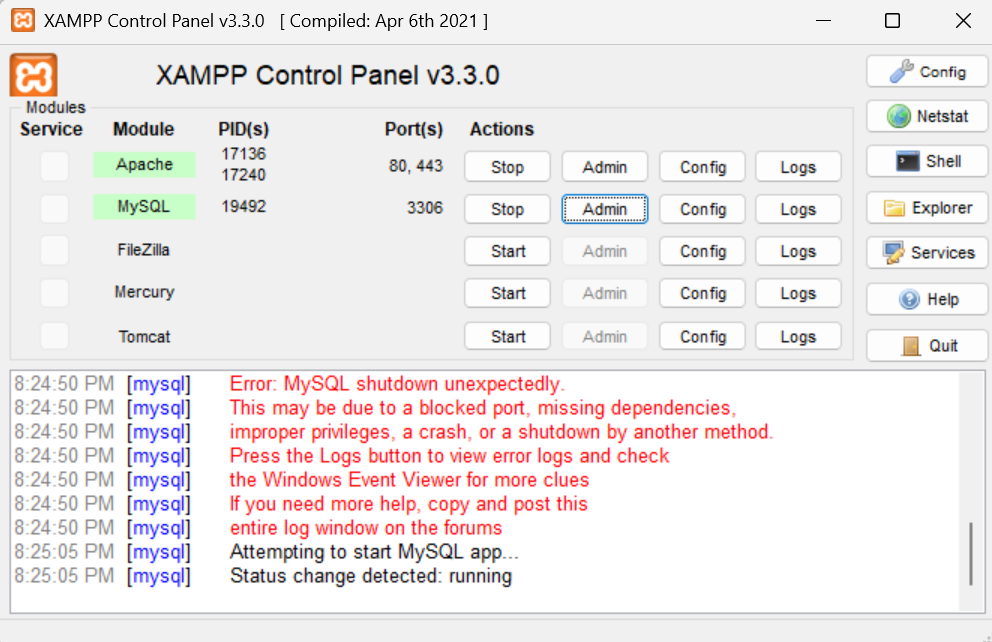 XAMPP Control Panel v3.3.0 [ Compiled: Apr 6th 2021 ]
XAMPP Control Panel v3.3.0
Config
Modules
Service Module PID(s) Port(s) Actions
Netstat
Apache 17136 17240 80, 443 Stop Admin Config Logs
Shell
MySQL 19492 3306 Stop Admin Config Logs
Explorer
FileZilla Start Admin Config Logs
Services
Mercury Start Admin Config Logs
Help
Tomcat Start Admin Config Logs
Quit
8:24:50 PM [mysql] Error: MySQL shutdown unexpectedly.
8:24:50 PM [mysql] This may be due to a blocked port, missing dependencies,
8:24:50 PM [mysql] improper privileges, a crash, or a shutdown by another method.
8:24:50 PM [mysql] Press the Logs button to view error logs and check
8:24:50 PM [mysql] the Windows Event Viewer for more clues
8:24:50 PM [mysql] If you need more help, copy and post this
8:24:50 PM [mysql] entire log window on the forums
8:25:05 PM [mysql] Attempting to start MySQL app...
8:25:05 PM [mysql] Status change detected: running